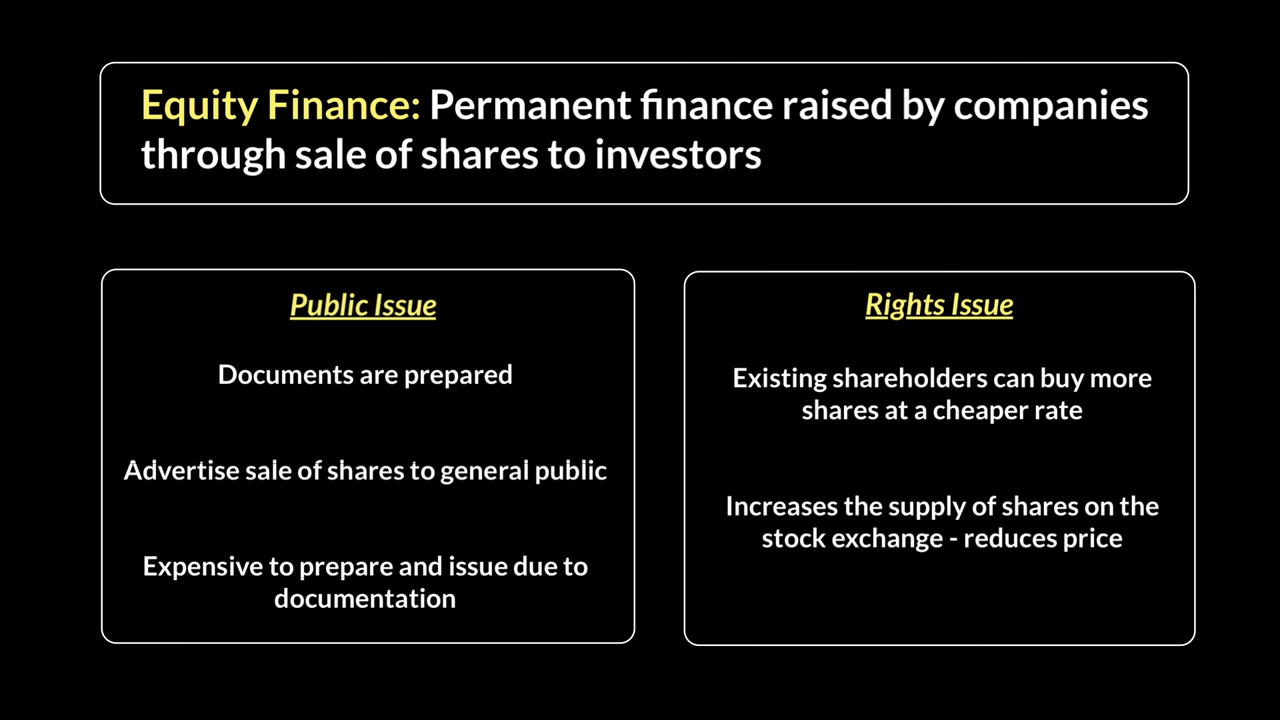 Equity Finance: Permanent finance raised by companies
through sale of shares to investors
Public Issue
Documents are prepared
Advertise sale of shares to general public
Expensive to prepare and issue due to
documentation
Rights Issue
Existing shareholders can buy more
shares at a cheaper rate
Increases the supply of shares on the
stock exchange - reduces price